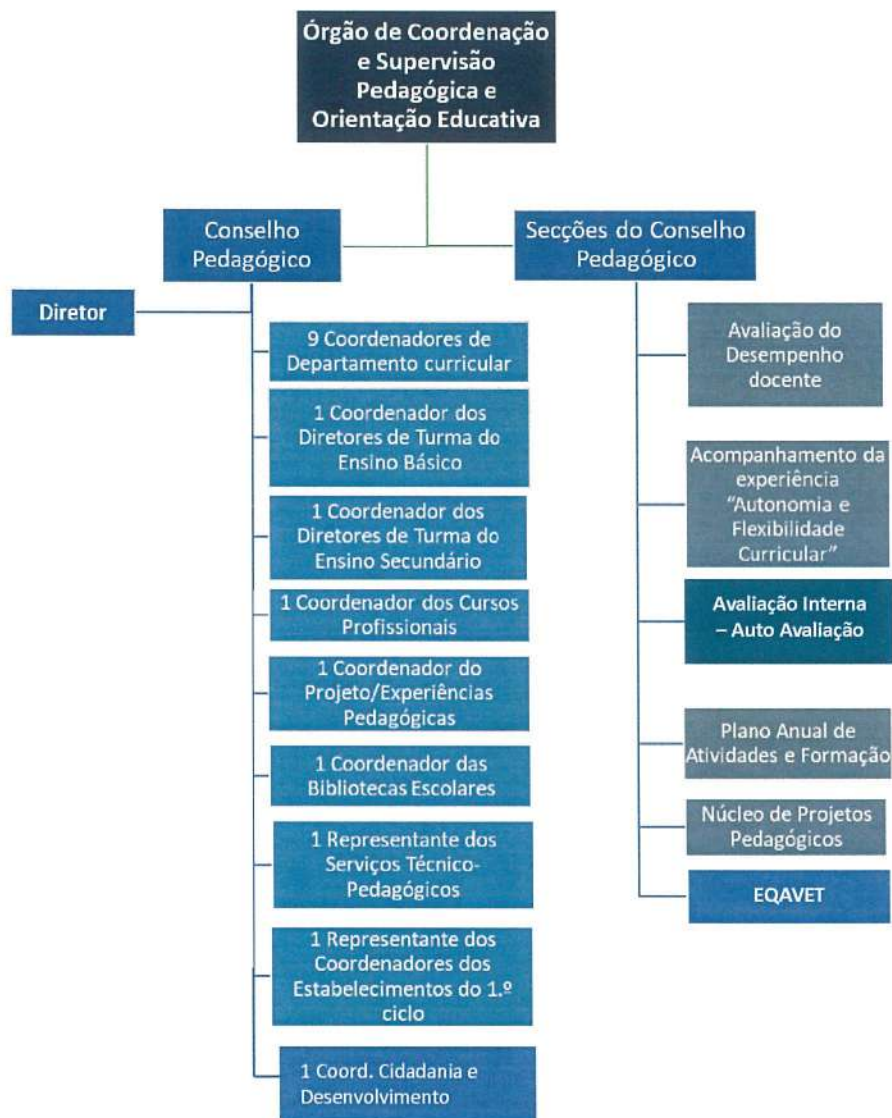 Órgão de Coordenação
e Supervisão
Pedagógica e
Orientação Educativa
Conselho
Pedagógico
Secções do Conselho
Pedagógico
Diretor
9 Coordenadores de
Departamento curricular
1 Coordenador dos
Diretores de Turma do
Ensino Básico
1 Coordenador dos
Diretores de Turma do
Ensino Secundário
1 Coordenador dos Cursos
Profissionais
1 Coordenador do
Projeto/Experiências
Pedagógicas
1 Coordenador das
Bibliotecas Escolares
1 Representante dos
Serviços Técnico-
Pedagógicos
1 Representante dos
Coordenadores dos
Estabelecimentos do 1.º
ciclo
1 Coord. Cidadania e
Desenvolvimento
Avaliação do
Desempenho
docente
Acompanhamento da
experiência
"Autonomia e
Flexibilidade
Curricular"
Avaliação Interna
– Auto Avaliação
Plano Anual de
Atividades e Formação
Núcleo de Projetos
Pedagógicos
EQAVET